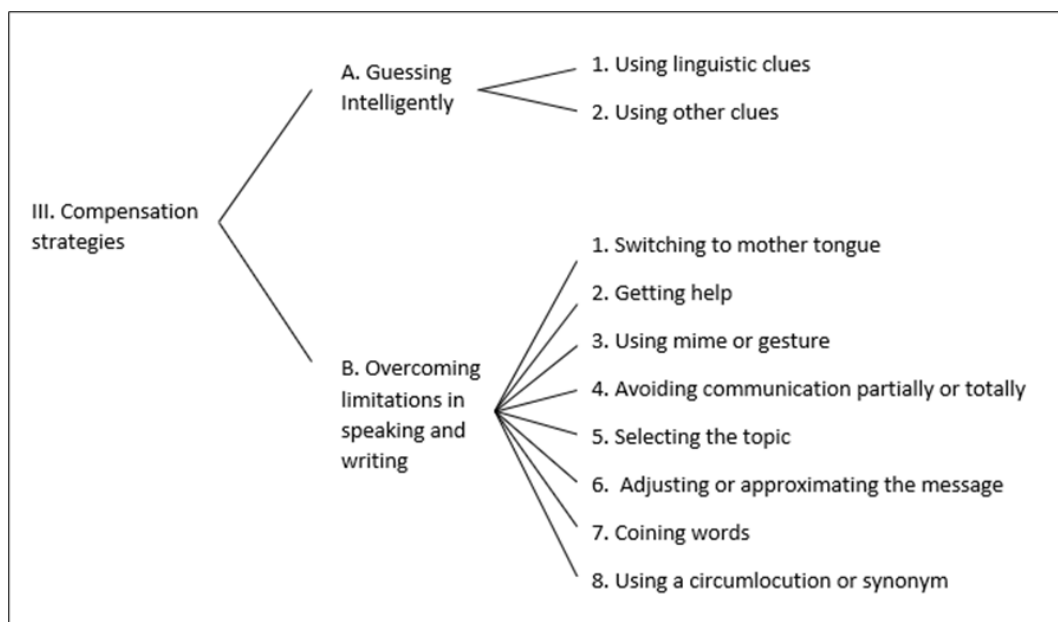 III. Compensation
strategies
A. Guessing
Intelligently
1. Using linguistic clues
2. Using other clues
B. Overcoming
limitations in
speaking and
writing
1. Switching to mother tongue
2. Getting help
3. Using mime or gesture
4. Avoiding communication partially or totally
5. Selecting the topic
6. Adjusting or approximating the message
7. Coining words
8. Using a circumlocution or synonym